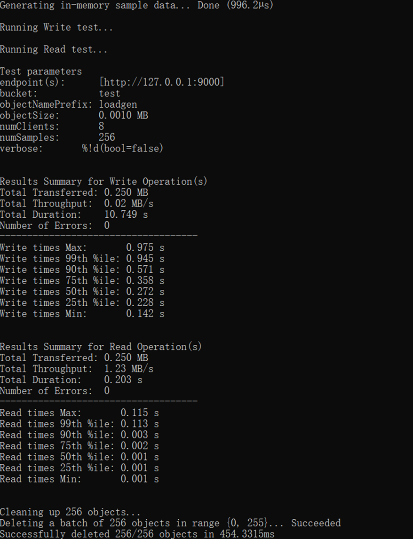 Generating in-memory sample data... Done (996.2µs)
Running Write test...
Running Read test...
Test parameters
endpoint(s):      [http://127.0.0.1:9000]
bucket:           test
objectNamePrefix: loadgen
objectSize:       0.0010 MB
numClients:       8
numSamples:       256
verbose:       %!d(bool=false)
Results Summary for Write Operation(s)
Total Transferred: 0.250 MB
Total Throughput:  0.02 MB/s
Total Duration:    10.749 s
Number of Errors:  0
------------------------------------
Write times Max:       0.975 s
Write times 99th %ile: 0.945 s
Write times 90th %ile: 0.571 s
Write times 75th %ile: 0.358 s
Write times 50th %ile: 0.272 s
Write times 25th %ile: 0.228 s
Write times Min:       0.142 s
Results Summary for Read Operation(s)
Total Transferred: 0.250 MB
Total Throughput:  1.23 MB/s
Total Duration:    0.203 s
Number of Errors:  0
------------------------------------
Read times Max:       0.115 s
Read times 99th %ile: 0.113 s
Read times 90th %ile: 0.003 s
Read times 75th %ile: 0.002 s
Read times 50th %ile: 0.001 s
Read times 25th %ile: 0.001 s
Read times Min:       0.001 s
Cleaning up 256 objects...
Deleting a batch of 256 objects in range {0, 255}... Succeeded
Successfully deleted 256/256 objects in 454.3315ms